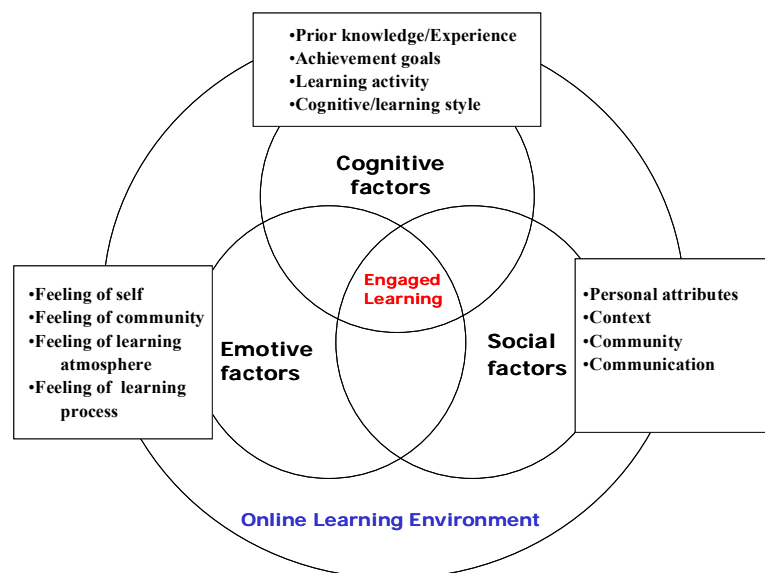 •Prior knowledge/Experience
•Achievement goals
•Learning activity
•Cognitive/learning style
Cognitive
factors
Engaged
Learning
•Feeling of self
•Feeling of community
•Feeling of learning
atmosphere
•Feeling of learning
process
Emotive
factors
Social
factors
•Personal attributes
•Context
•Community
•Communication
Online Learning Environment